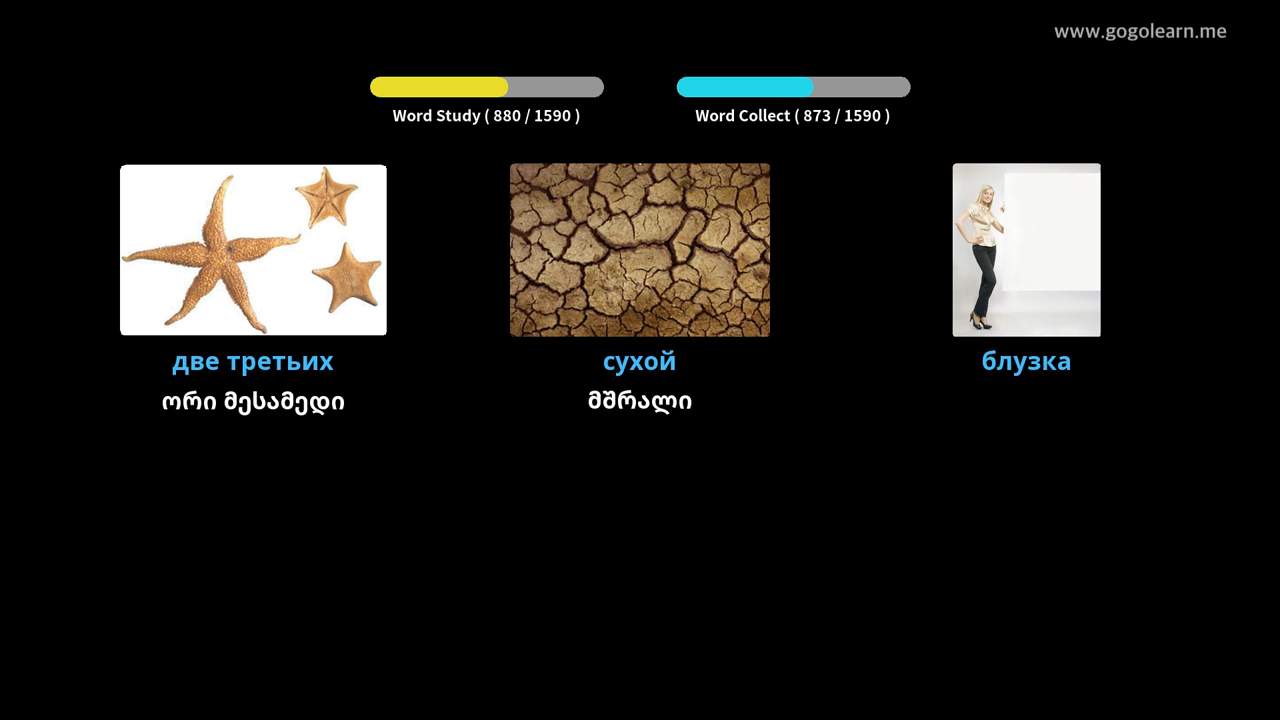 www.gogolearn.me
Word Study ( 880 / 1590 )
Word Collect ( 873 / 1590 )
две третьих
сухой
блузка
ორი მესამედი
მშრალი